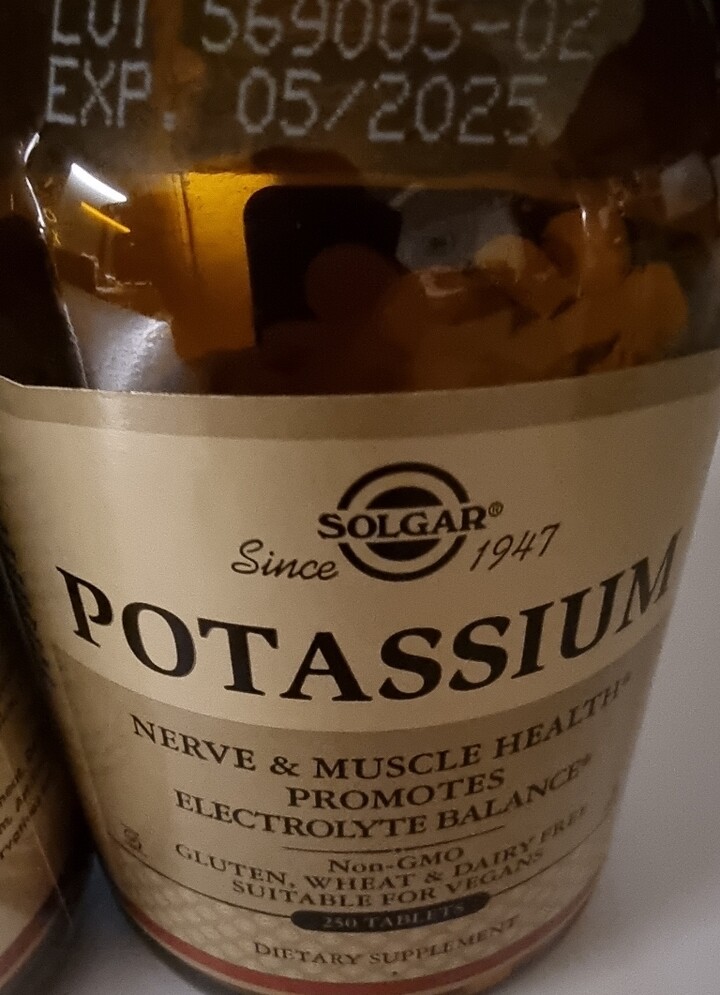 LOT 569005-02
EXP. 05/2025
SOLGAR®
Since 1947
POTASSIUM
NERVE & MUSCLE HEALTH*
PROMOTES
ELECTROLYTE BALANCE*
Non-GMO
GLUTEN, WHEAT & DAIRY FREE
SUITABLE FOR VEGANS
250 TABLETS
DIETARY SUPPLEMENT